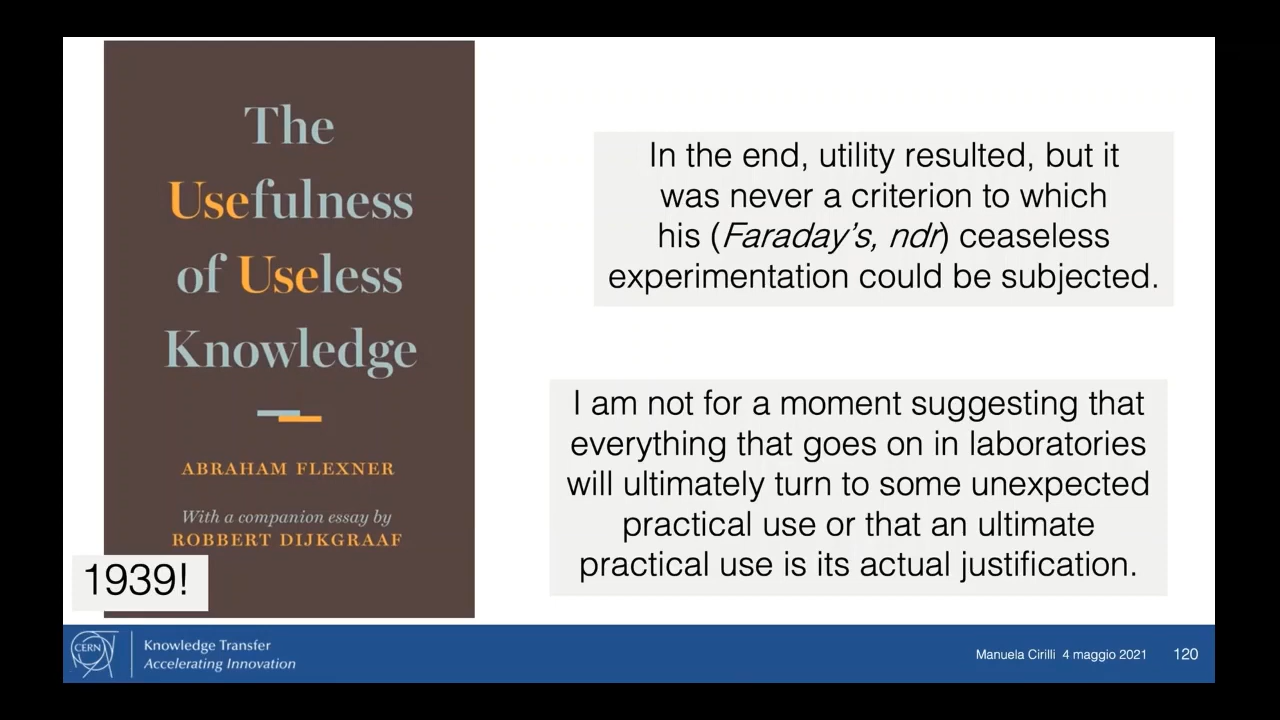 The
Usefulness
of Useless
Knowledge
ABRAHAM FLEXNER
With a companion essay by
ROBBERT DIJKGRAAF
1939!
In the end, utility resulted, but it
was never a criterion to which
his (Faraday's, ndr) ceaseless
experimentation could be subjected.
I am not for a moment suggesting that
everything that goes on in laboratories
will ultimately turn to some unexpected
practical use or that an ultimate
practical use is its actual justification.
CERN
Knowledge Transfer
Accelerating Innovation
Manuela Cirilli 4 maggio 2021 120